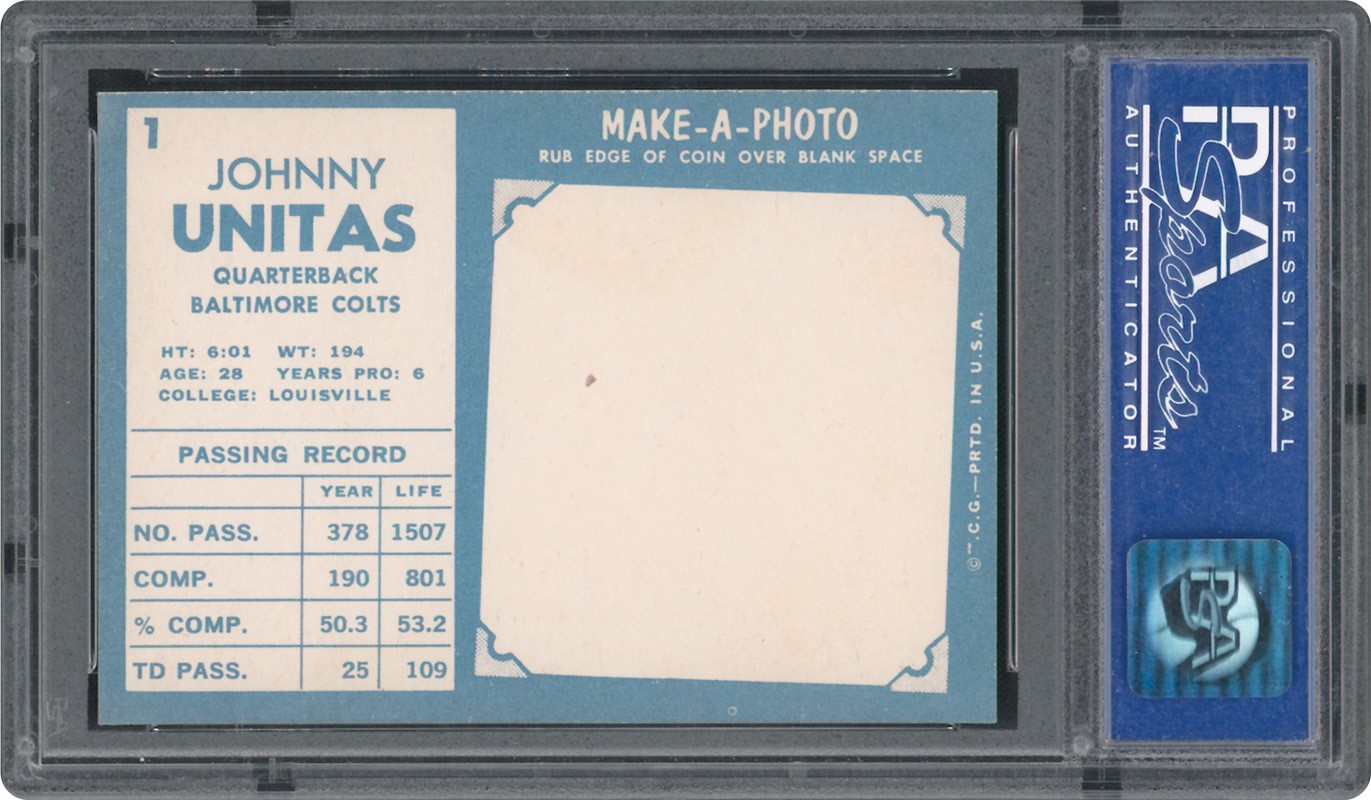 1
JOHNNY
UNITAS
QUARTERBACK
BALTIMORE COLTS
HT: 6:01 WT: 194
AGE: 28 YEARS PRO: 6
COLLEGE: LOUISVILLE
PASSING RECORD
YEAR LIFE
NO. PASS. 378 1507
COMP. 190 801
% COMP. 50.3 53.2
TD PASS. 25 109
MAKE-A-PHOTO
RUB EDGE OF COIN OVER BLANK SPACE
© T.C.G.—PRTD. IN U.S.A.
PROFESSIONAL
PSA
Sports™
AUTHENTICATOR
PSA